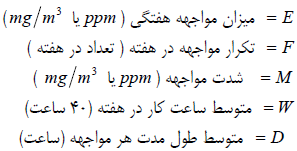 E = میزان مواجهه هفتگی ( ppm یا mg/m³)
F = تکرار مواجهه در هفته ( تعداد در هفته )
M = شدت مواجهه ( ppm یا mg/m³ )
W = متوسط ساعت کار در هفته (۴۰ ساعت)
D = متوسط طول مدت هر مواجهه (ساعت)